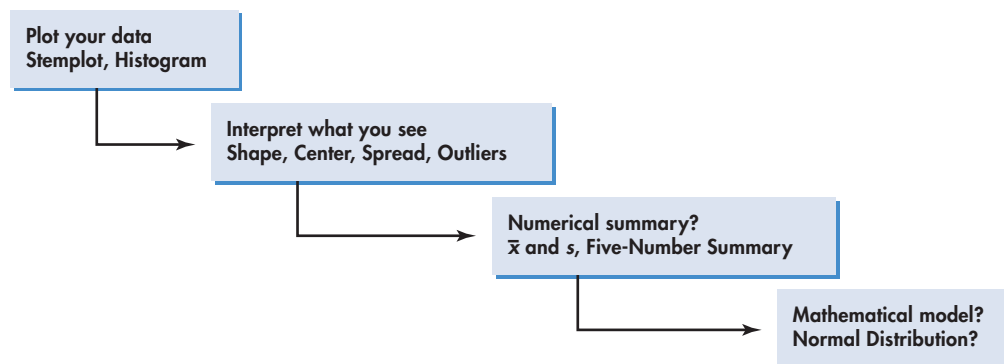 Plot your data
Stemplot, Histogram
Interpret what you see
Shape, Center, Spread, Outliers
Numerical summary?
x̅ and s, Five-Number Summary
Mathematical model?
Normal Distribution?